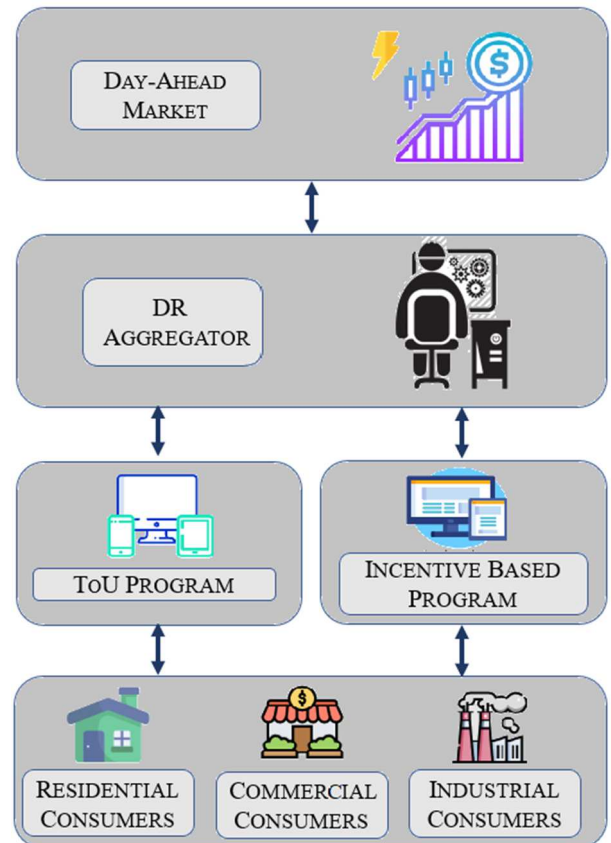 DAY-AHEAD
MARKET
$
DR
AGGREGATOR
TOU PROGRAM
INCENTIVE BASED
PROGRAM
$
RESIDENTIAL
CONSUMERS
COMMERCIAL
CONSUMERS
INDUSTRIAL
CONSUMERS